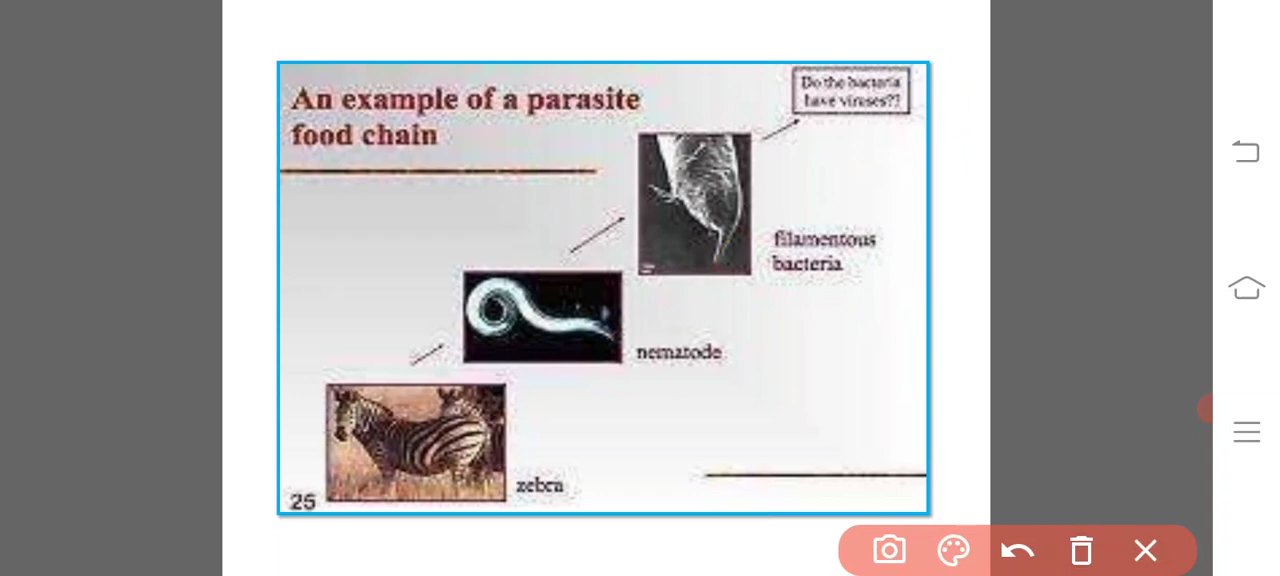 An example of a parasite
food chain
Do the bacteria
have viruses??
filamentous
bacteria
nematode
zebra
25